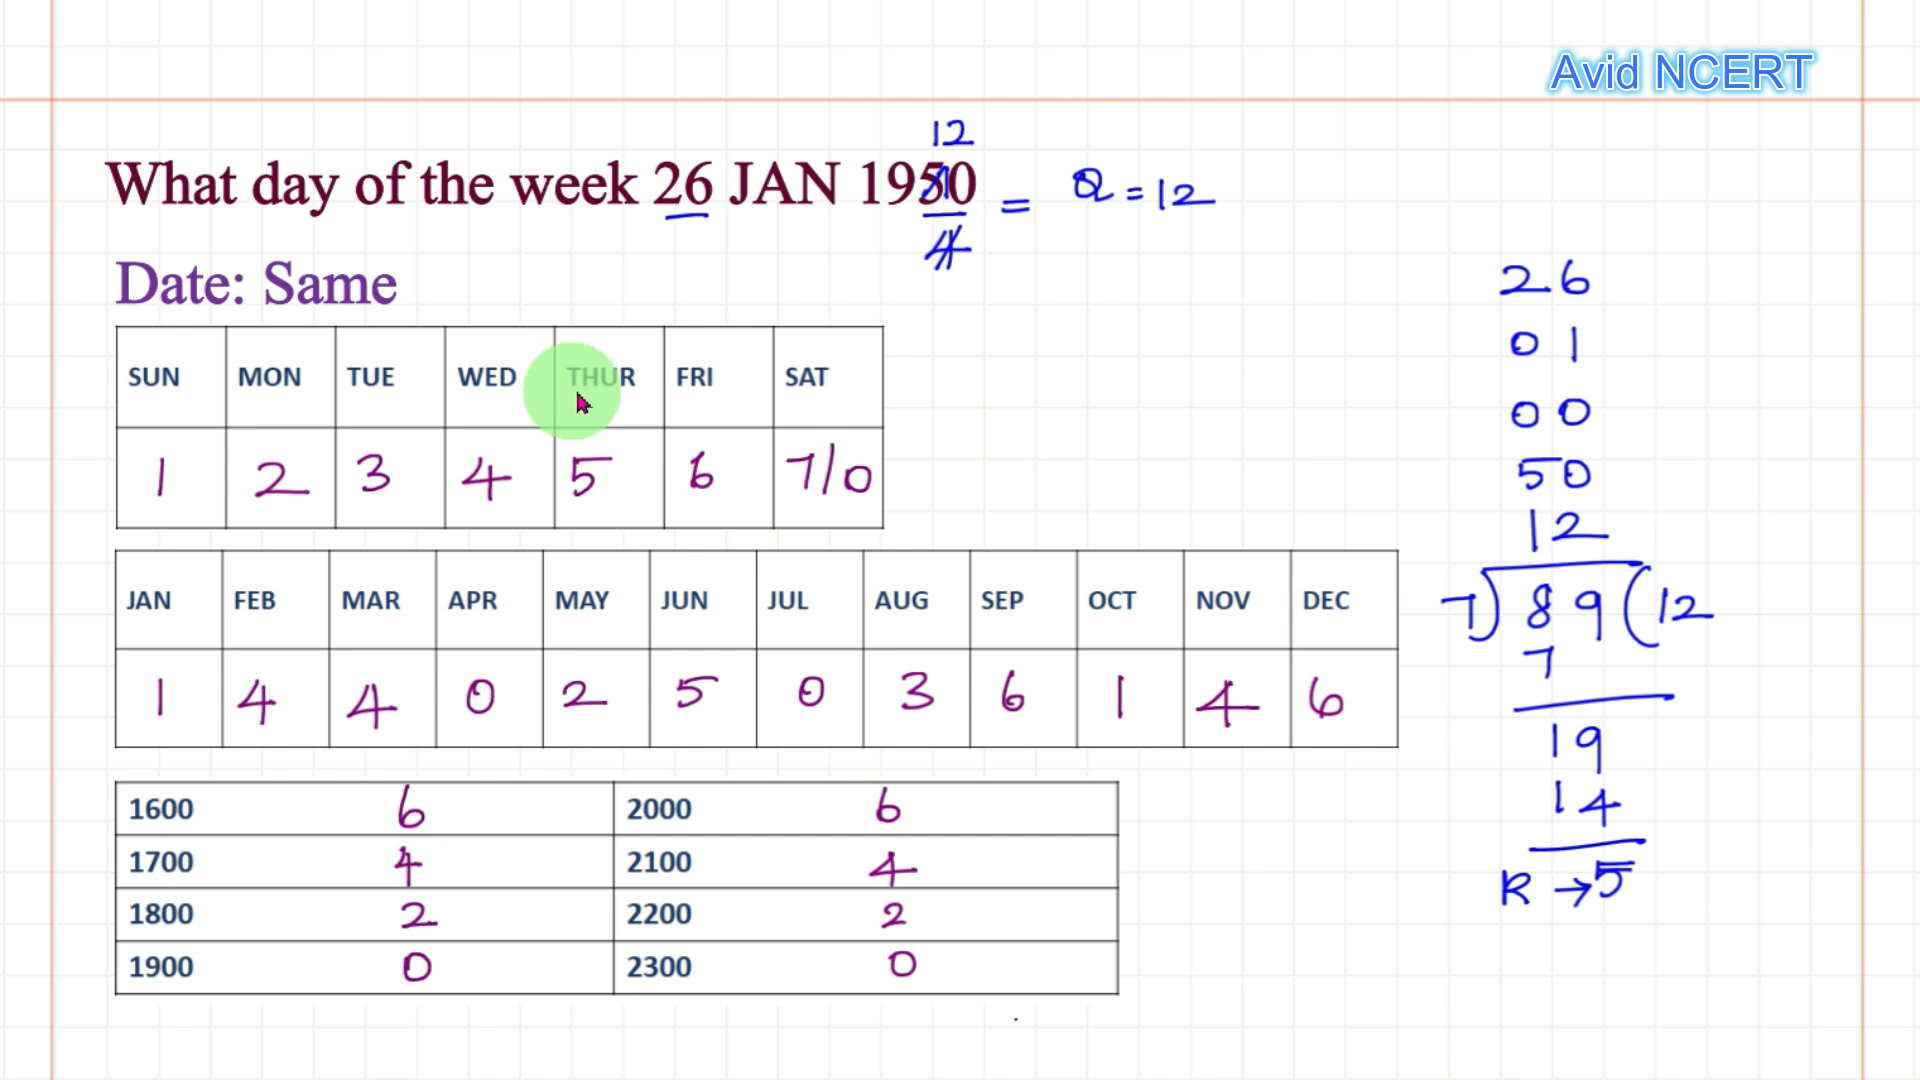 Avid NCERT
12
What day of the week 26 JAN 1950 = Q = 12
4
Date: Same
SUN MON TUE WED THUR FRI SAT
1 2 3 4 5 6 7/0
JAN FEB MAR APR MAY JUN JUL AUG SEP OCT NOV DEC
1 4 4 0 2 5 0 3 6 1 4 6
1600 6 2000 6
1700 4 2100 4
1800 2 2200 2
1900 0 2300 0
26
01
00
50
12
7) 89 (12
7
19
14
R → 5